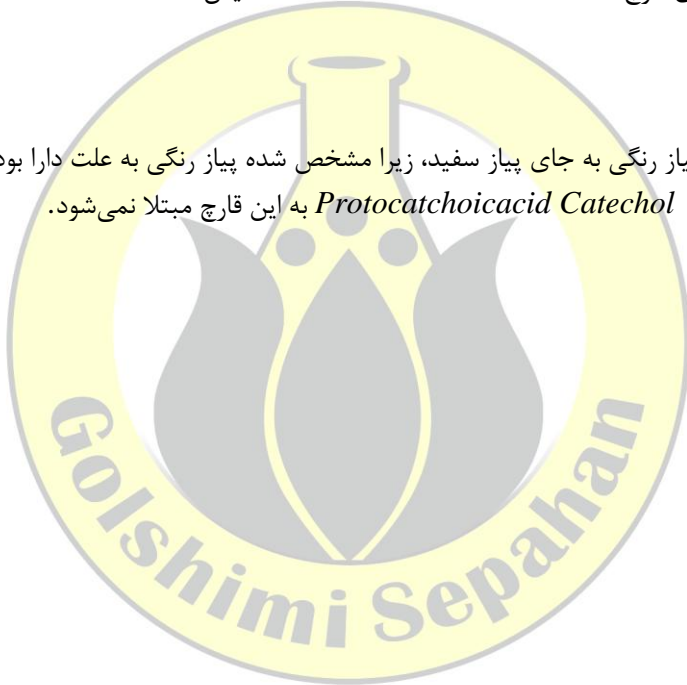 یاز رنگی به جای پیاز سفید، زیرا مشخص شده پیاز رنگی به علت دارا بود
Protocatchoicacid Catechol به این قارچ مبتلا نمی‌شود.
Golshimi Sepahan